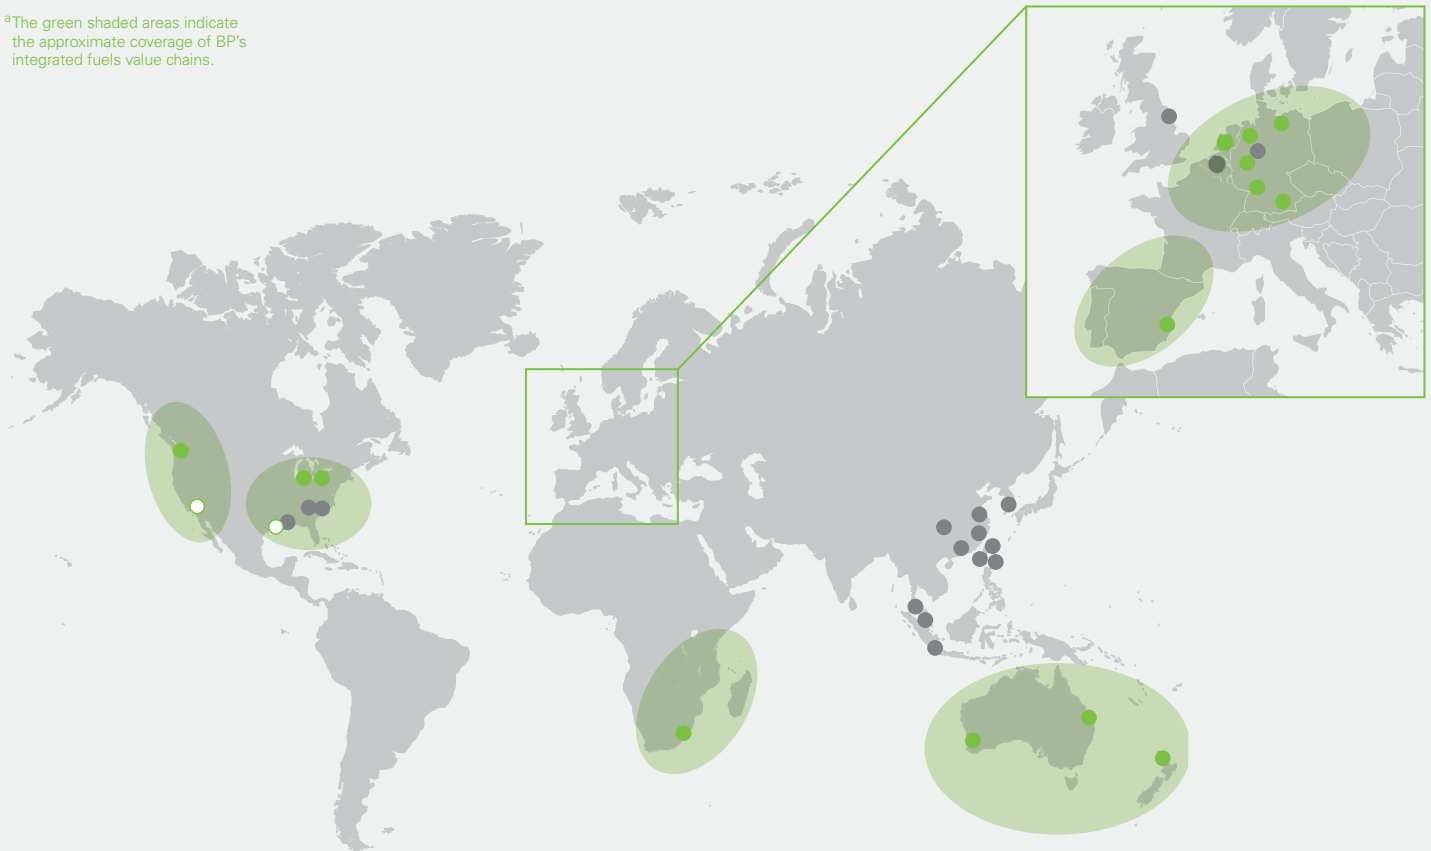 ᵃThe green shaded areas indicate
the approximate coverage of BP’s
integrated fuels value chains.